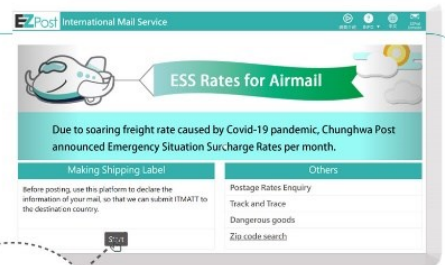 EZPost International Mail Service
ESS Rates for Airmail
Due to soaring freight rate caused by Covid-19 pandemic, Chunghwa Post
announced Emergency Situation Surcharge Rates per month.
Making Shipping Label
Before posting, use this platform to declare the
information of your mail, so that we can submit ITMATT to
the destination country.
Start
Others
Postage Rates Enquiry
Track and Trace
Dangerous goods
Zip code search